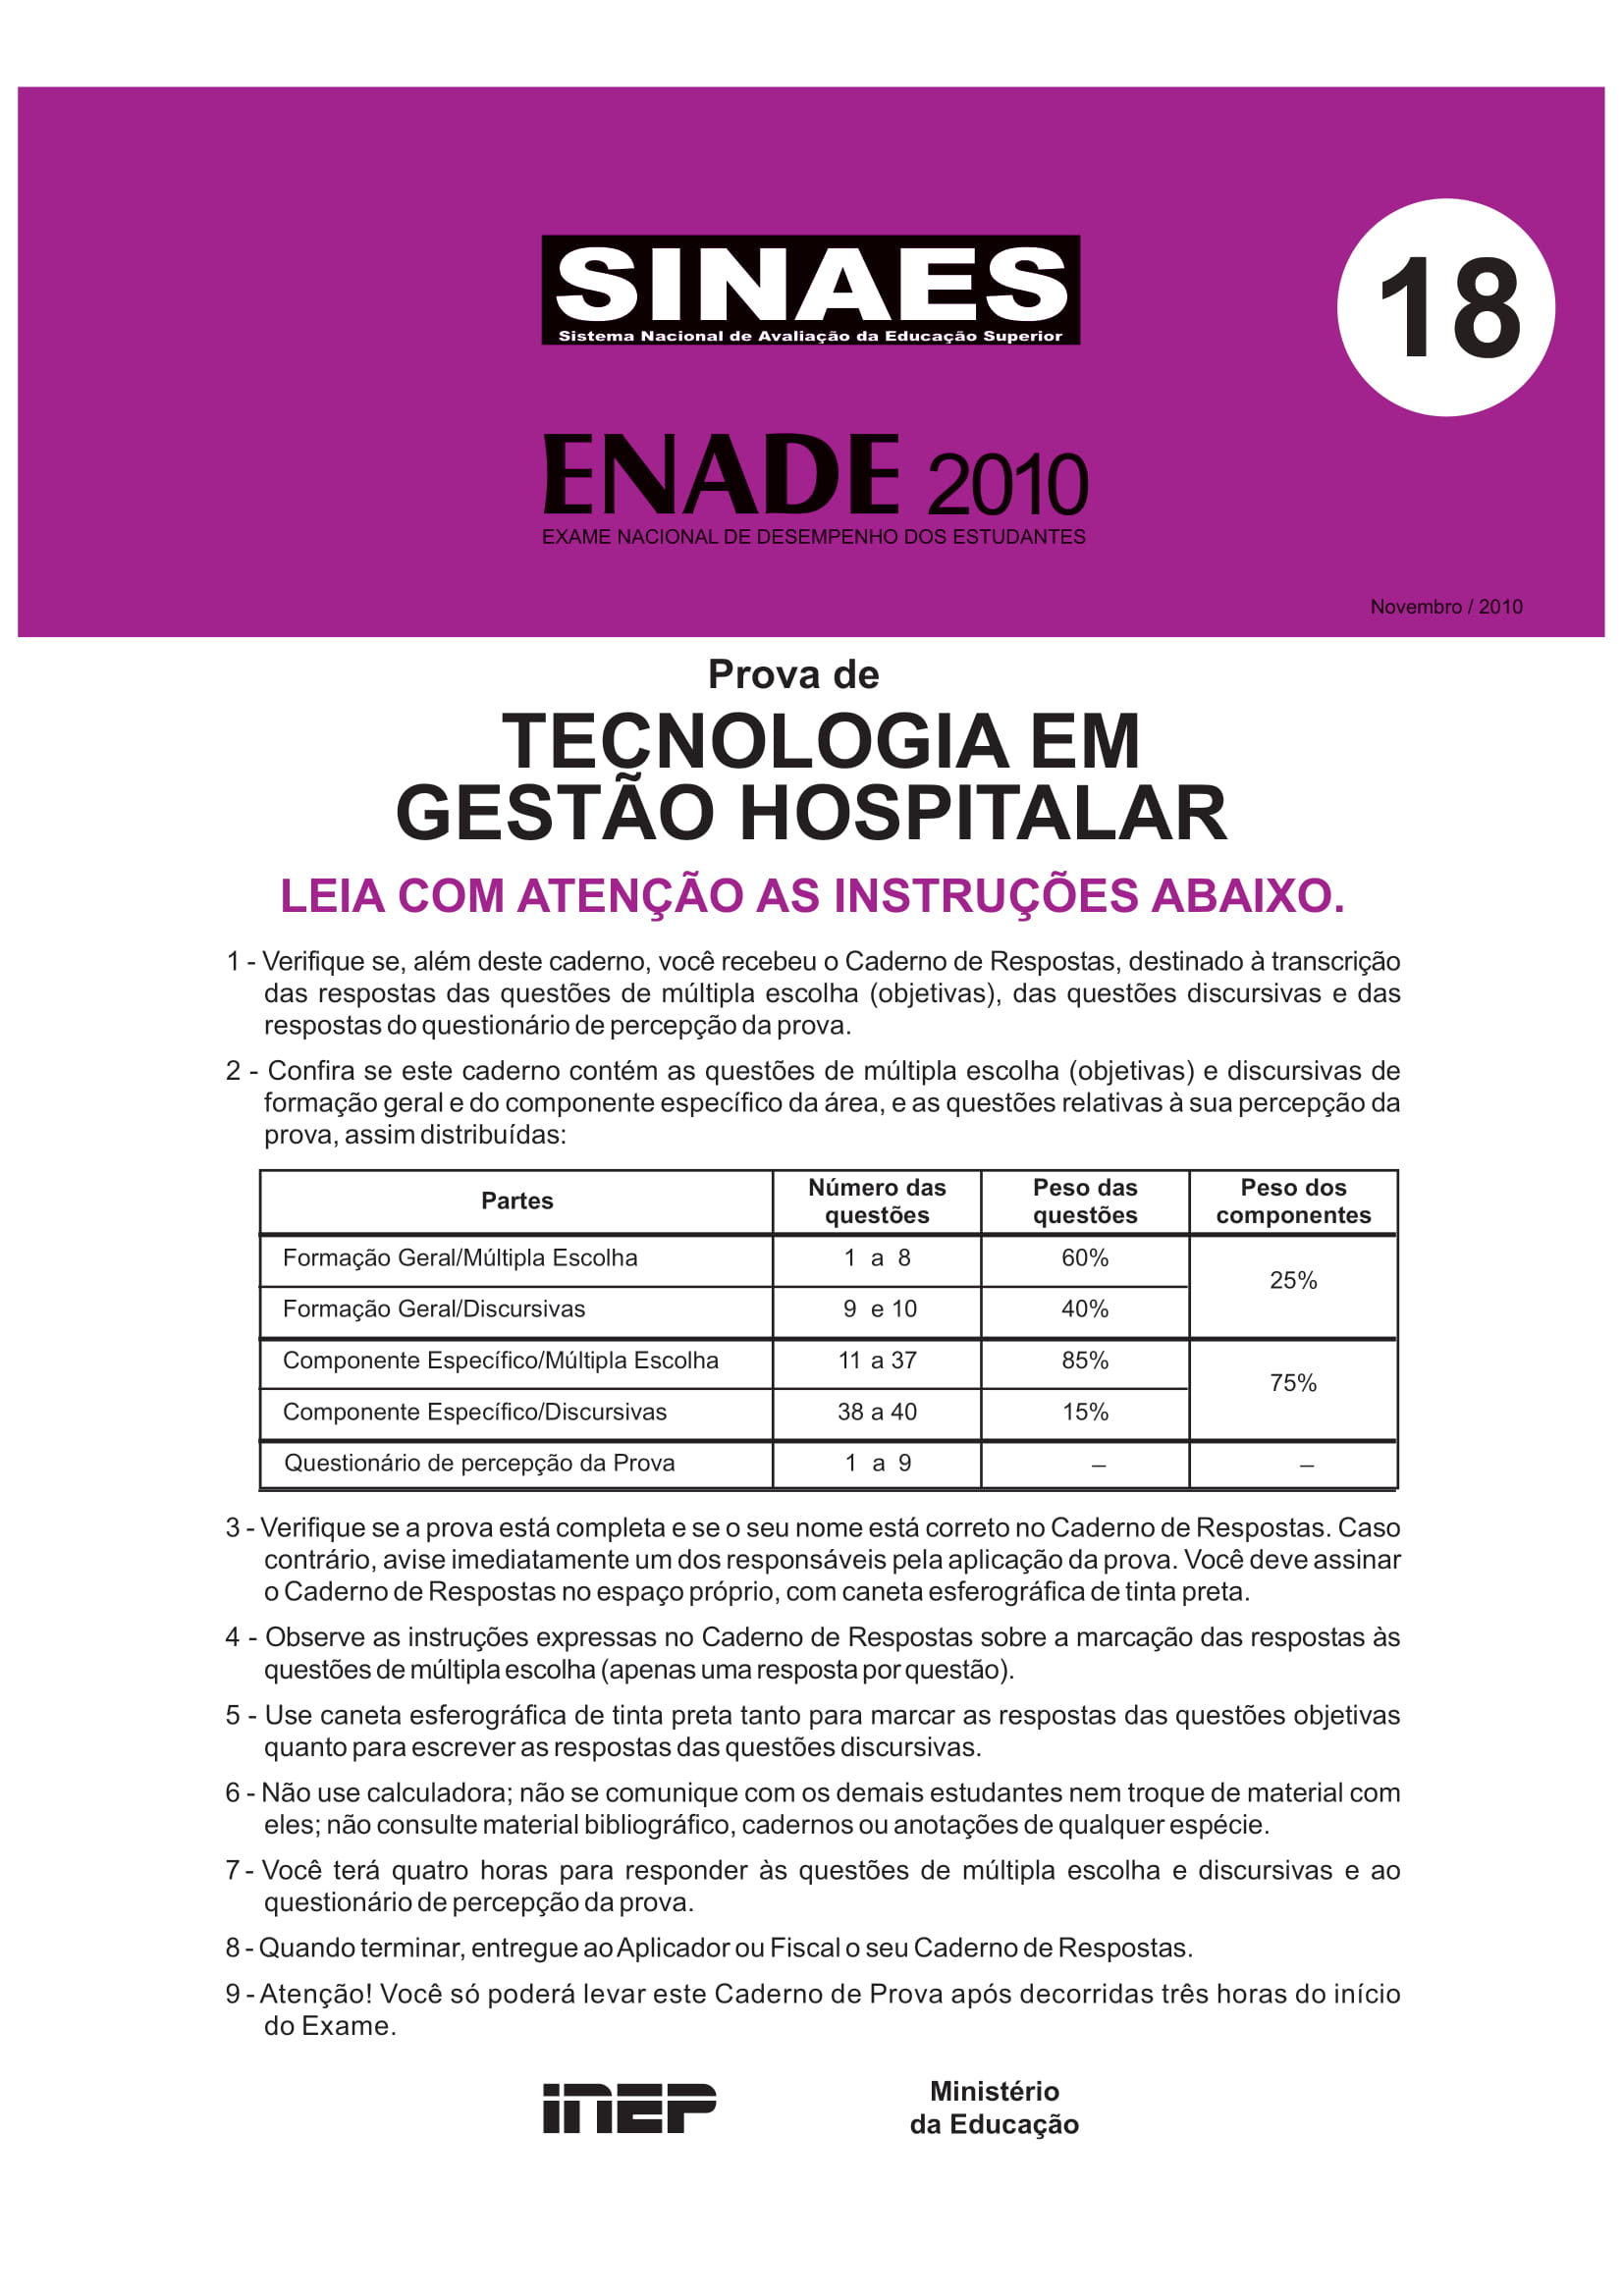 SINAES
Sistema Nacional de Avaliação da Educação Superior
18
ENADE 2010
EXAME NACIONAL DE DESEMPENHO DOS ESTUDANTES
Novembro / 2010
Prova de
TECNOLOGIA EM
GESTÃO HOSPITALAR
LEIA COM ATENÇÃO AS INSTRUÇÕES ABAIXO.
1 - Verifique se, além deste caderno, você recebeu o Caderno de Respostas, destinado à transcrição
das respostas das questões de múltipla escolha (objetivas), das questões discursivas e das
respostas do questionário de percepção da prova.
2 - Confira se este caderno contém as questões de múltipla escolha (objetivas) e discursivas de
formação geral e do componente específico da área, e as questões relativas à sua percepção da
prova, assim distribuídas:
Partes Número das questões Peso das questões Peso dos componentes
Formação Geral/Múltipla Escolha 1 a 8 60% 25%
Formação Geral/Discursivas 9 e 10 40%
Componente Específico/Múltipla Escolha 11 a 37 85% 75%
Componente Específico/Discursivas 38 a 40 15%
Questionário de percepção da Prova 1 a 9 – –
3 - Verifique se a prova está completa e se o seu nome está correto no Caderno de Respostas. Caso
contrário, avise imediatamente um dos responsáveis pela aplicação da prova. Você deve assinar
o Caderno de Respostas no espaço próprio, com caneta esferográfica de tinta preta.
4 - Observe as instruções expressas no Caderno de Respostas sobre a marcação das respostas às
questões de múltipla escolha (apenas uma resposta por questão).
5 - Use caneta esferográfica de tinta preta tanto para marcar as respostas das questões objetivas
quanto para escrever as respostas das questões discursivas.
6 - Não use calculadora; não se comunique com os demais estudantes nem troque de material com
eles; não consulte material bibliográfico, cadernos ou anotações de qualquer espécie.
7 - Você terá quatro horas para responder às questões de múltipla escolha e discursivas e ao
questionário de percepção da prova.
8 - Quando terminar, entregue ao Aplicador ou Fiscal o seu Caderno de Respostas.
9 - Atenção! Você só poderá levar este Caderno de Prova após decorridas três horas do início
do Exame.
INEP
Ministério
da Educação